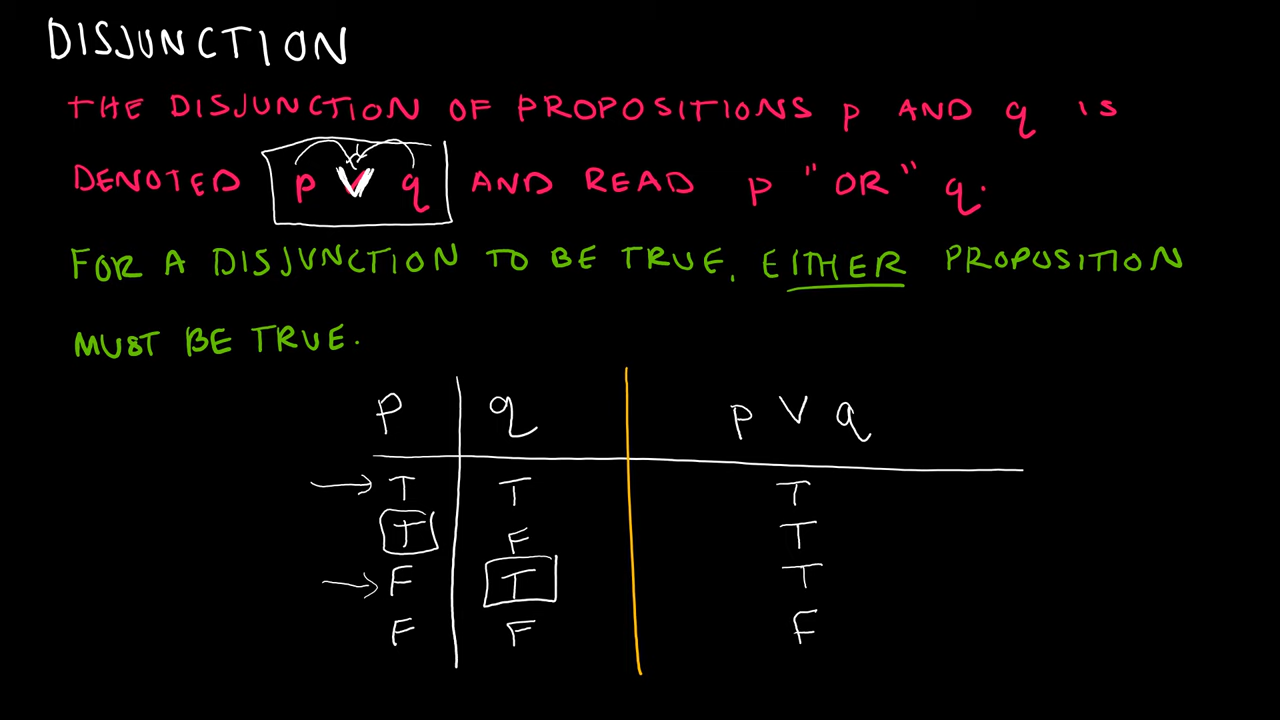 DISJUNCTION
THE DISJUNCTION OF PROPOSITIONS p AND q IS
DENOTED p V q AND READ p "OR" q.
FOR A DISJUNCTION TO BE TRUE, EITHER PROPOSITION
MUST BE TRUE.
p q p V q
T T T
T F T
F T T
F F F